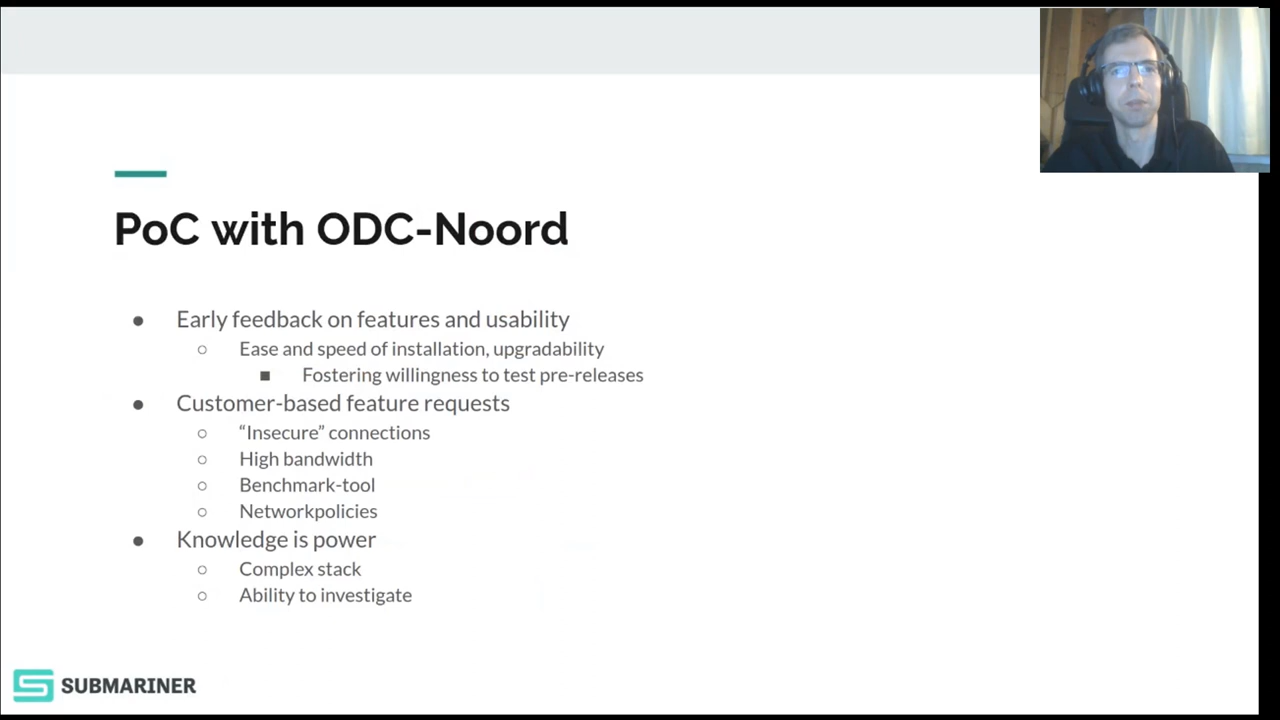 PoC with ODC-Noord
● Early feedback on features and usability
○ Ease and speed of installation, upgradability
■ Fostering willingness to test pre-releases
● Customer-based feature requests
○ “Insecure” connections
○ High bandwidth
○ Benchmark-tool
○ Networkpolicies
● Knowledge is power
○ Complex stack
○ Ability to investigate
SUBMARINER